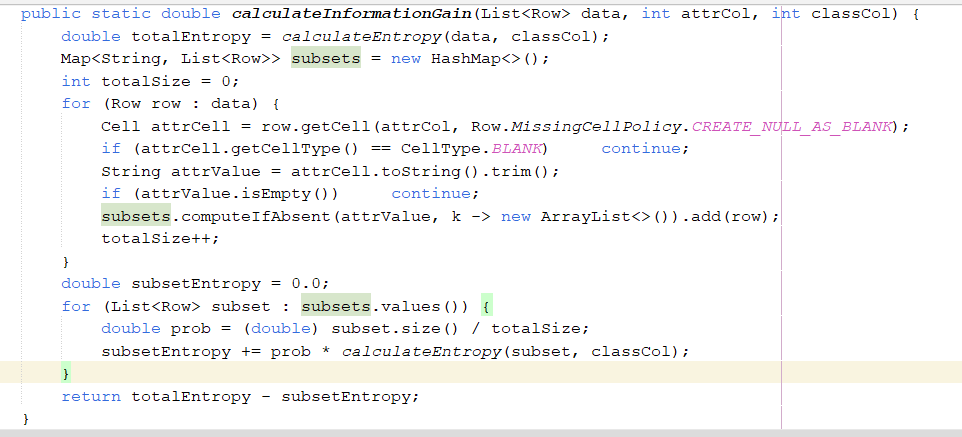 public static double calculateInformationGain(List<Row> data, int attrCol, int classCol) {
    double totalEntropy = calculateEntropy(data, classCol);
    Map<String, List<Row>> subsets = new HashMap<>();
    int totalSize = 0;
    for (Row row : data) {
        Cell attrCell = row.getCell(attrCol, Row.MissingCellPolicy.CREATE_NULL_AS_BLANK);
        if (attrCell.getCellType() == CellType.BLANK)     continue;
        String attrValue = attrCell.toString().trim();
        if (attrValue.isEmpty())     continue;
        subsets.computeIfAbsent(attrValue, k -> new ArrayList<>()).add(row);
        totalSize++;
    }
    double subsetEntropy = 0.0;
    for (List<Row> subset : subsets.values()) {
        double prob = (double) subset.size() / totalSize;
        subsetEntropy += prob * calculateEntropy(subset, classCol);
    }
    return totalEntropy - subsetEntropy;
}